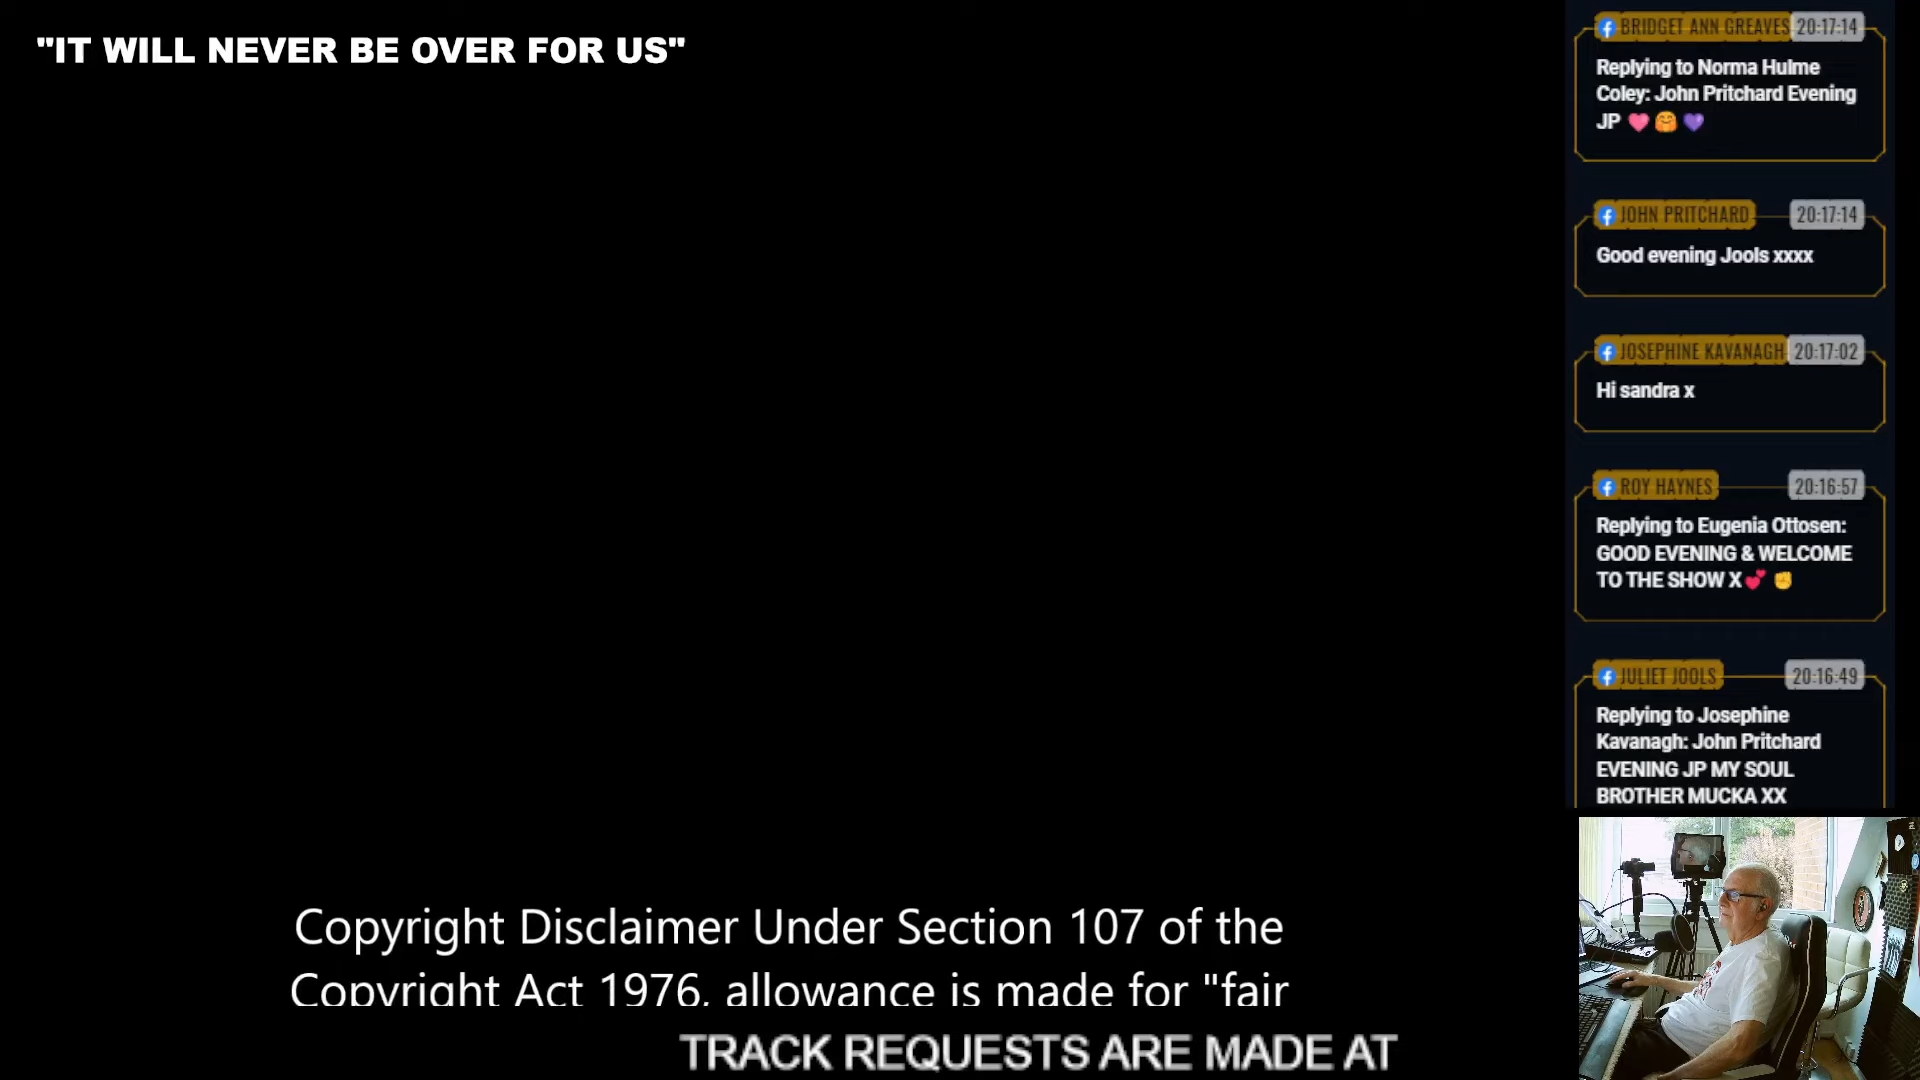 "IT WILL NEVER BE OVER FOR US"
BRIDGET ANN GREAVES 20:17:14
Replying to Norma Hulme
Coley: John Pritchard Evening
JP 🩷 🤗 💜
JOHN PRITCHARD 20:17:14
Good evening Jools xxxx
JOSEPHINE KAVANAGH 20:17:02
Hi sandra x
ROY HAYNES 20:16:57
Replying to Eugenia Ottosen:
GOOD EVENING & WELCOME
TO THE SHOW X💕 ✊
JULIET JOOLS 20:16:49
Replying to Josephine
Kavanagh: John Pritchard
EVENING JP MY SOUL
BROTHER MUCKA XX
Copyright Disclaimer Under Section 107 of the
Copyright Act 1976, allowance is made for "fair
TRACK REQUESTS ARE MADE AT